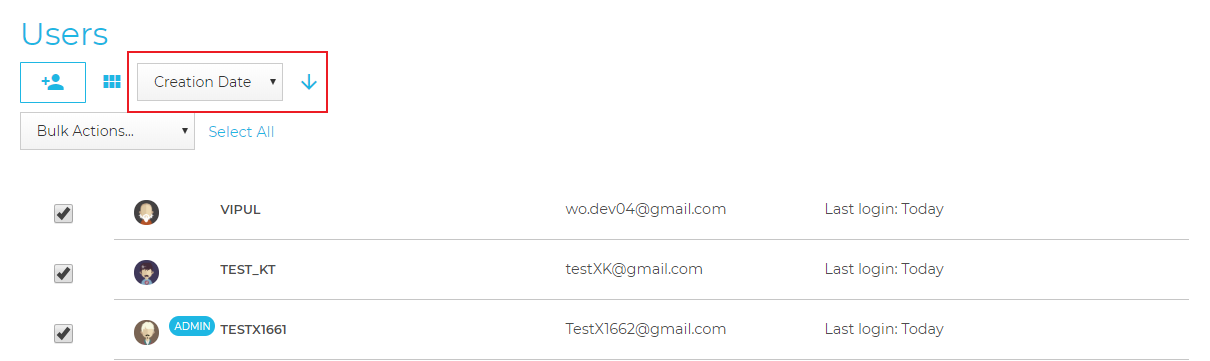 Users
Creation Date
Bulk Actions... Select All
VIPUL wo.dev04@gmail.com Last login: Today
TEST_KT testXK@gmail.com Last login: Today
ADMIN TESTX1661 TestX1662@gmail.com Last login: Today